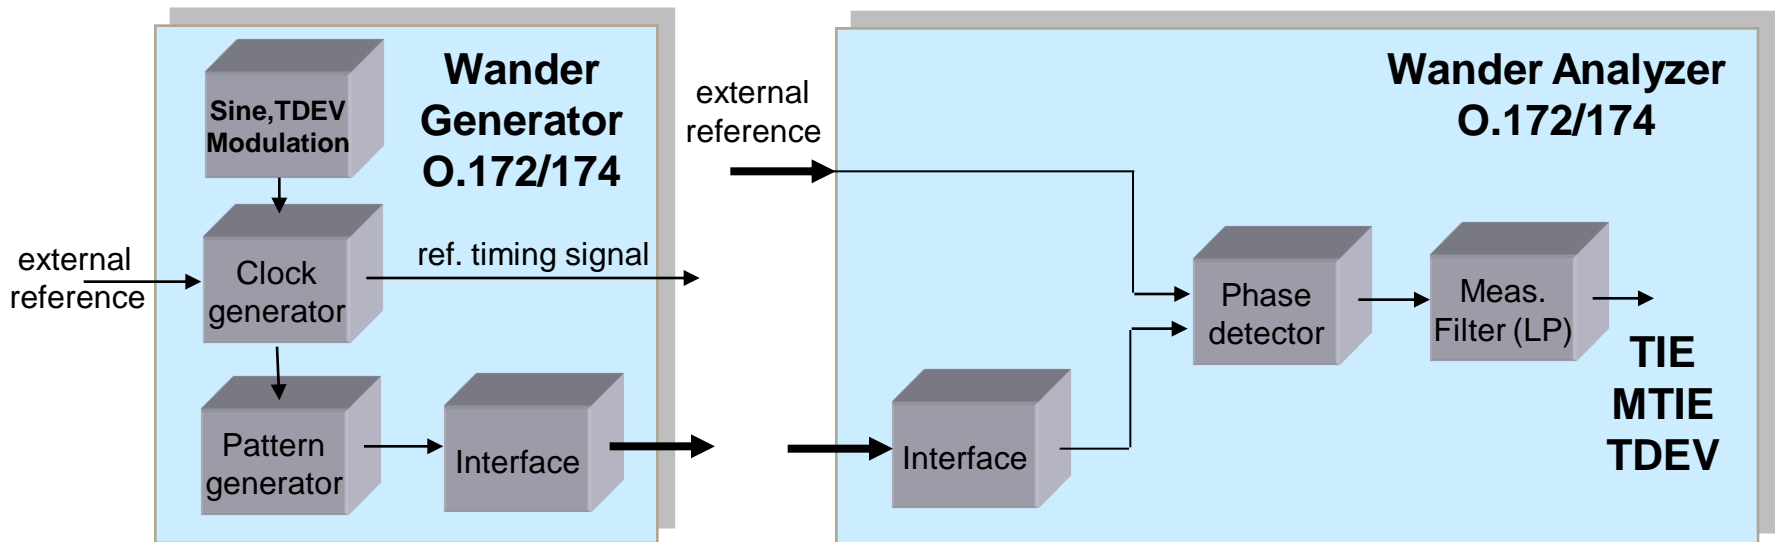 Wander
Generator
O.172/174
Sine,TDEV
Modulation
external
reference
Clock
generator
ref. timing signal
Pattern
generator
Interface
Wander Analyzer
O.172/174
external
reference
Interface
Phase
detector
Meas.
Filter (LP)
TIE
MTIE
TDEV